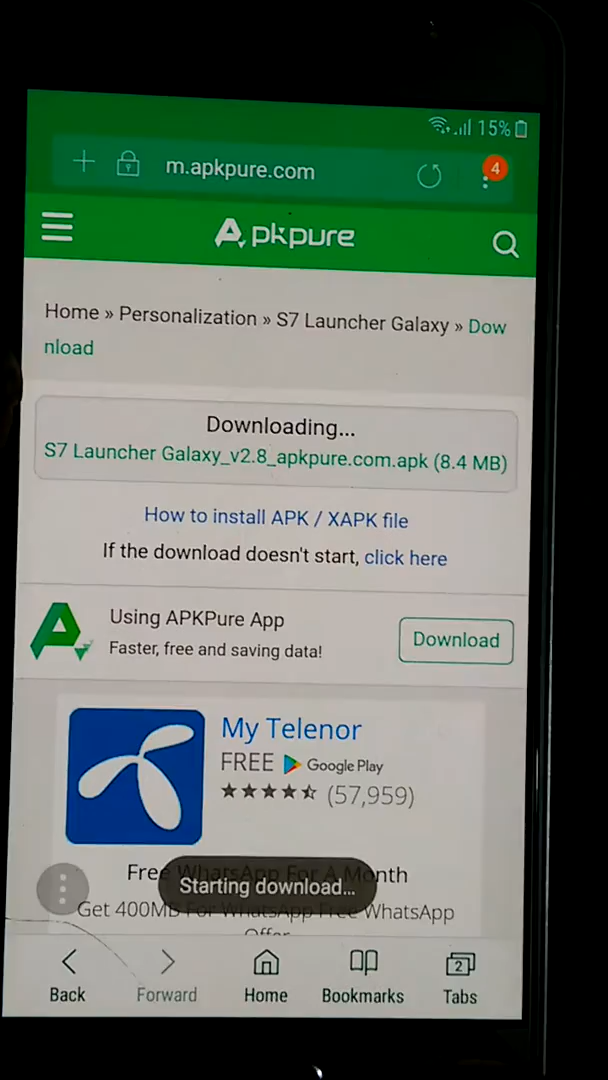 15%
m.apkpure.com
4
Apkpure
Home » Personalization » S7 Launcher Galaxy » Dow
nload
Downloading...
S7 Launcher Galaxy_v2.8_apkpure.com.apk (8.4 MB)
How to install APK / XAPK file
If the download doesn't start, click here
Using APKPure App
Faster, free and saving data!
Download
My Telenor
FREE Google Play
(57,959)
Free WhatsApp For A Month
Starting download...
Get 400MB For WhatsApp Free WhatsApp
Offer
2
Back Forward Home Bookmarks Tabs